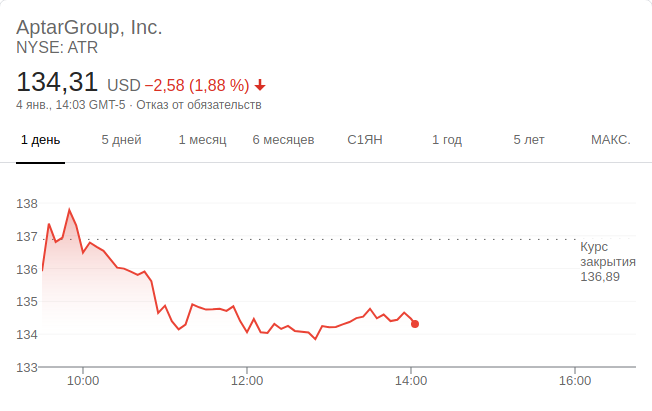 AptarGroup, Inc.
NYSE: ATR
134,31 USD −2,58 (1,88 %)
4 янв., 14:03 GMT-5 · Отказ от обязательств
1 день 5 дней 1 месяц 6 месяцев С1ЯН 1 год 5 лет МАКС.
138
137
136
135
134
133
Курс
закрытия
136,89
10:00 12:00 14:00 16:00